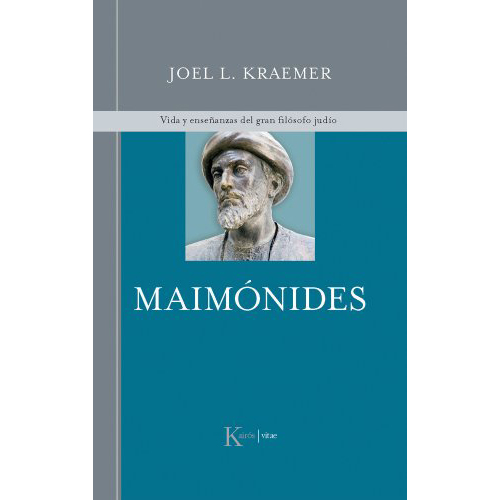 JOEL L. KRAEMER
Vida y enseñanzas del gran filósofo judío
MAIMÓNIDES
Kairós | vitae